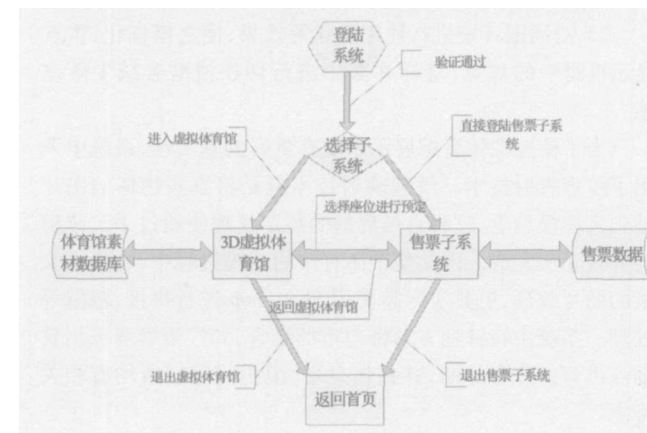 登陆
系统
验证通过
进入虚拟体育馆
选择子
系统
直接登陆售票子系
统
选择座位进行预定
体育馆素
材数据库
3D虚拟体
育馆
售票子系
统
售票数据
返回虚拟体育馆
退出虚拟体育馆
退出售票子系统
返回首页